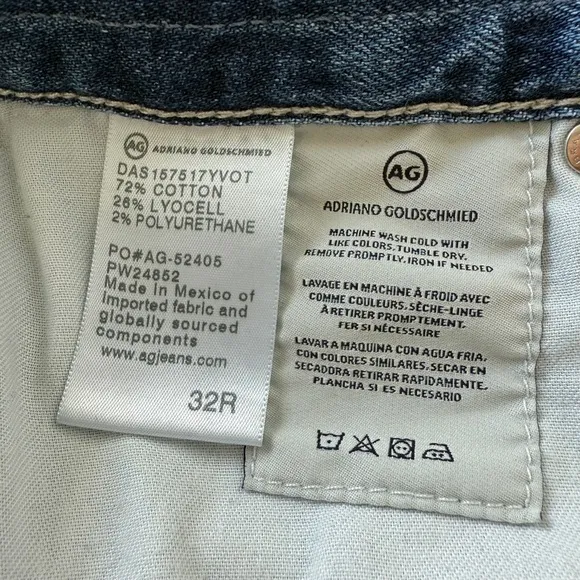 AG ADRIANO GOLDSCHMIED
DAS157517YVOT
72% COTTON
26% LYOCELL
2% POLYURETHANE
PO#AG-52405
PW24852
Made in Mexico of
Imported fabric and
globally sourced
components
www.agjeans.com
32R
AG
ADRIANO GOLDSCHMIED
MACHINE WASH COLD WITH
LIKE COLORS. TUMBLE DRY.
REMOVE PROMPTLY. IRON IF NEEDED
LAVAGE EN MACHINE À FROID AVEC
COMME COULEURS. SÈCHE-LINGE
À RETIRER PROMPTEMENT.
FER SI NÉCESSAIRE
LAVAR A MAQUINA CON AGUA FRIA,
CON COLORES SIMILARES. SECAR EN
SECADORA RETIRAR RAPIDAMENTE.
PLANCHA SI ES NECESARIO